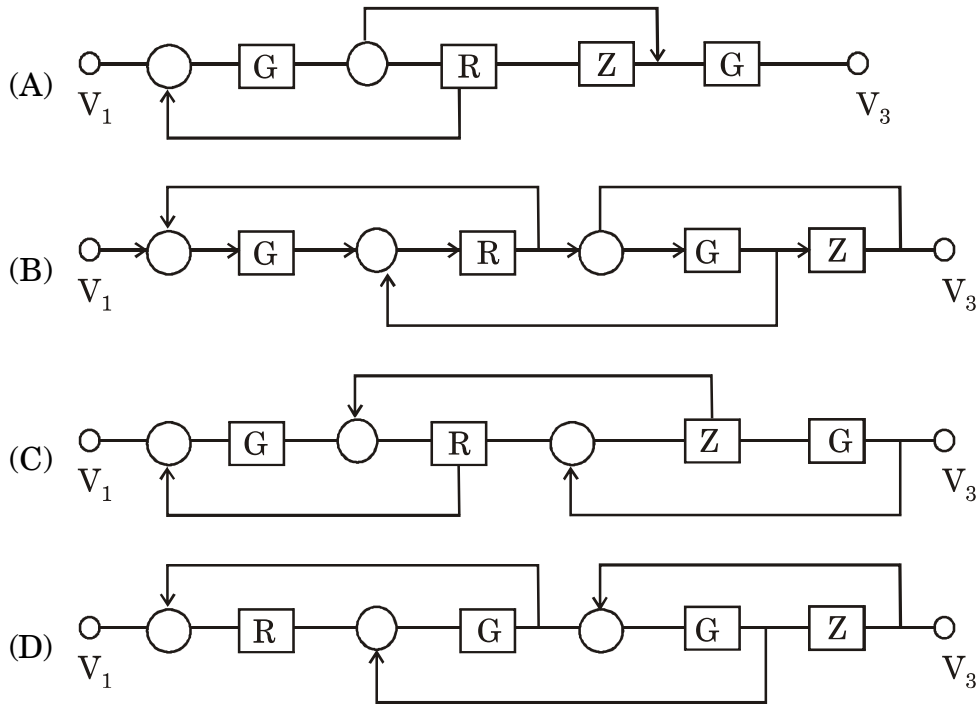 (A) V₁ G R Z G V₃
(B) V₁ G R G Z V₃
(C) V₁ G R Z G V₃
(D) V₁ R G G Z V₃